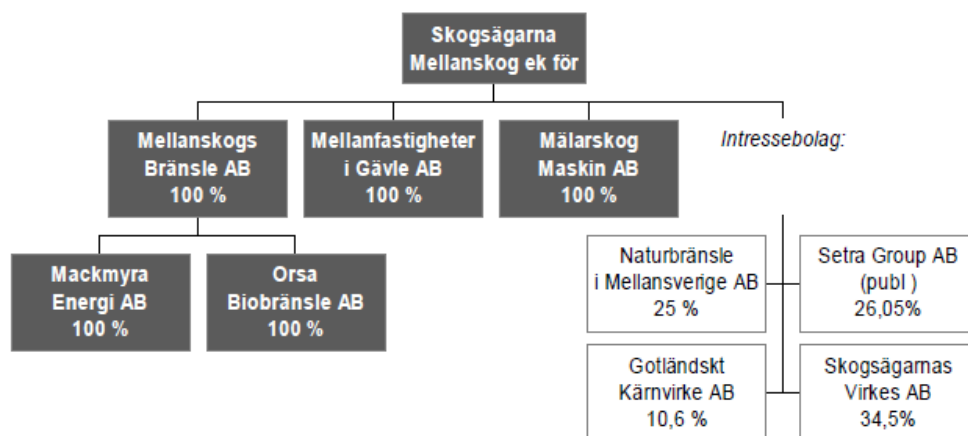 Skogsägarna
Mellanskog ek för
Mellanskogs
Bränsle AB
100 %
Mellanfastigheter
i Gävle AB
100 %
Mälarskog
Maskin AB
100 %
Intressebolag:
Mackmyra
Energi AB
100 %
Orsa
Biobränsle AB
100 %
Naturbränsle
i Mellansverige AB
25 %
Setra Group AB
(publ )
26,05%
Gotländskt
Kärnvirke AB
10,6 %
Skogsägarnas
Virkes AB
34,5%